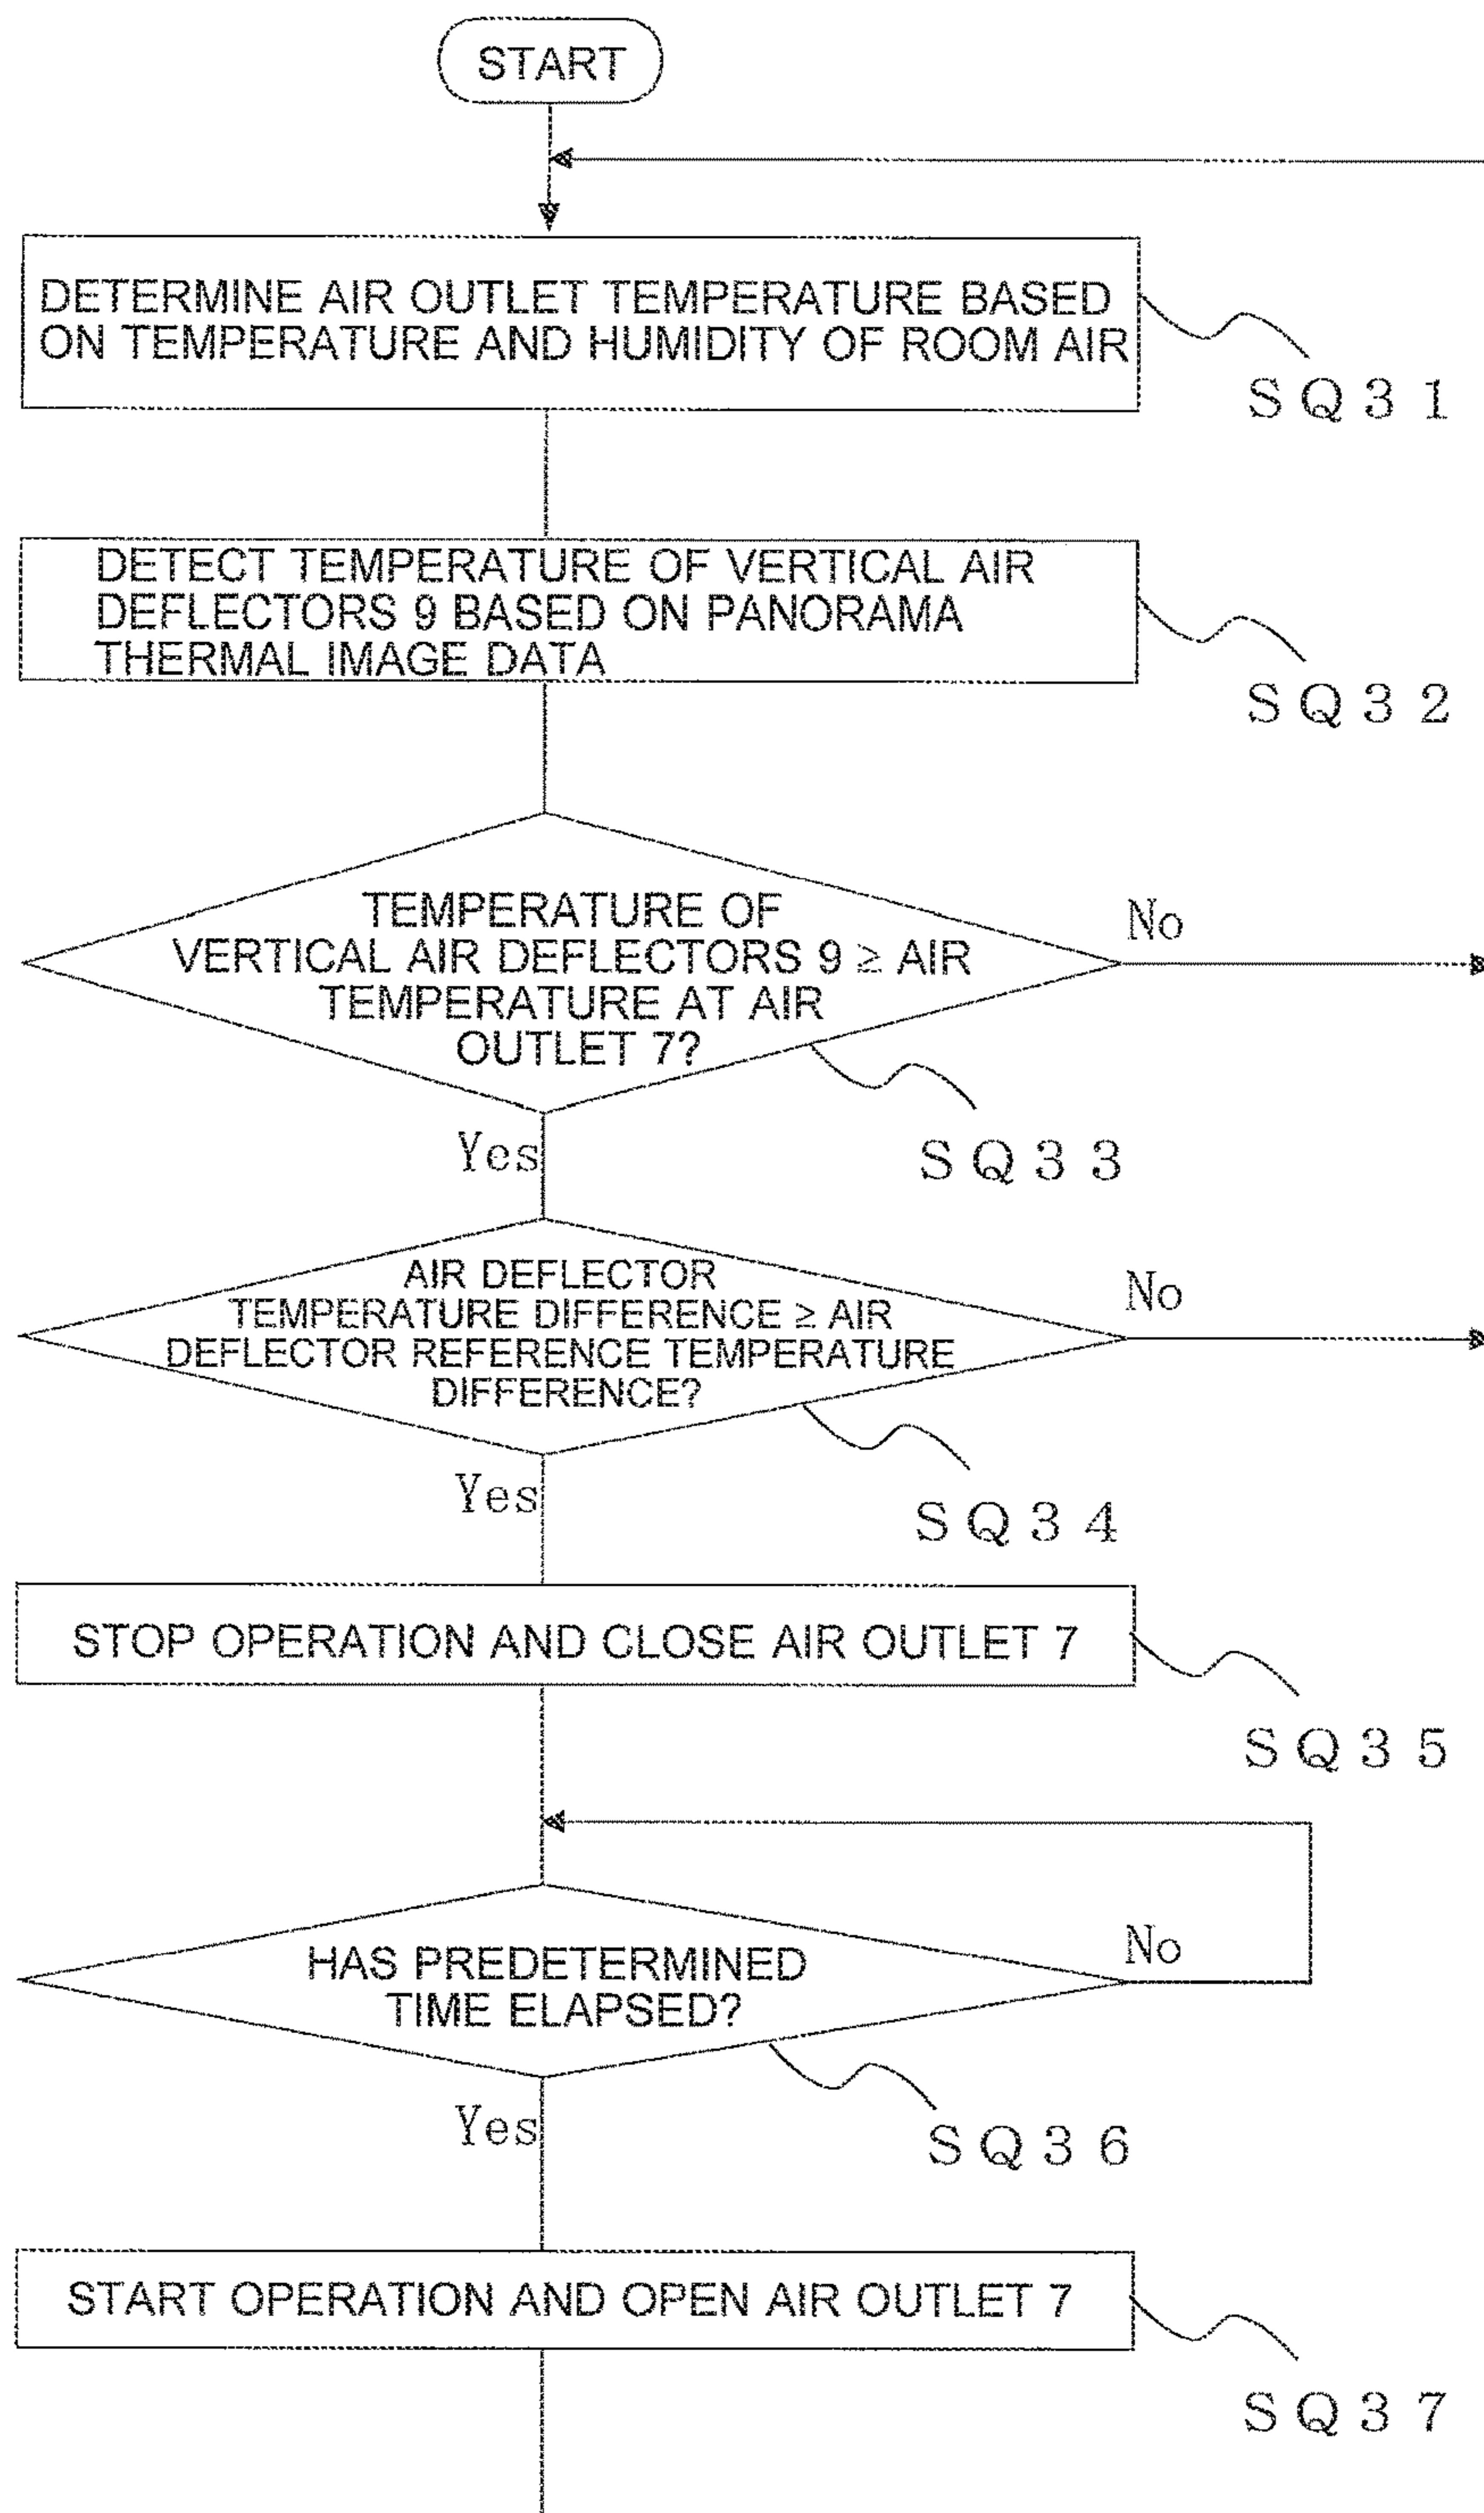 START
DETERMINE AIR OUTLET TEMPERATURE BASED
ON TEMPERATURE AND HUMIDITY OF ROOM AIR
SQ31
DETECT TEMPERATURE OF VERTICAL AIR
DEFLECTORS 9 BASED ON PANORAMA
THERMAL IMAGE DATA
SQ32
TEMPERATURE OF
VERTICAL AIR DEFLECTORS 9 ≥ AIR
TEMPERATURE AT AIR
OUTLET 7?
No
Yes
SQ33
AIR DEFLECTOR
TEMPERATURE DIFFERENCE ≥ AIR
DEFLECTOR REFERENCE TEMPERATURE
DIFFERENCE?
No
Yes
SQ34
STOP OPERATION AND CLOSE AIR OUTLET 7
SQ35
HAS PREDETERMINED
TIME ELAPSED?
No
Yes
SQ36
START OPERATION AND OPEN AIR OUTLET 7
SQ37